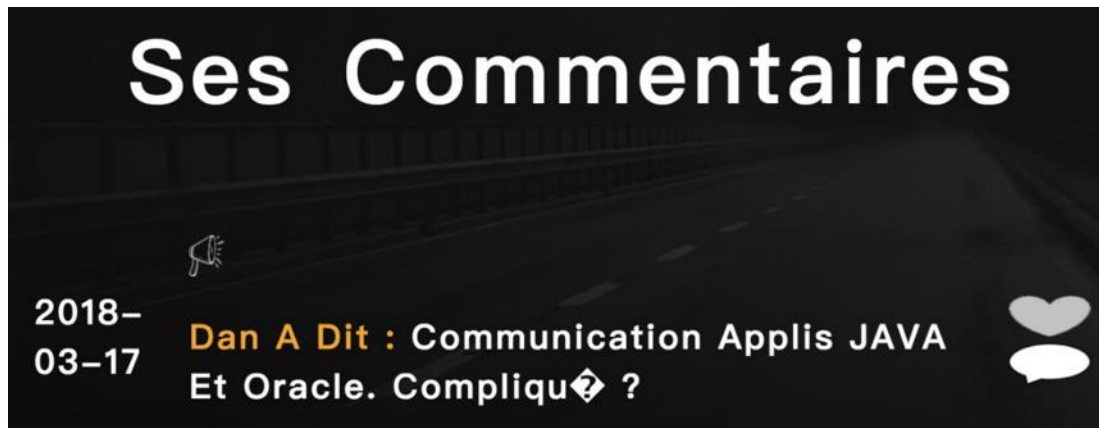 Ses Commentaires
2018-
03-17
Dan A Dit : Communication Applis JAVA
Et Oracle. Compliqu� ?